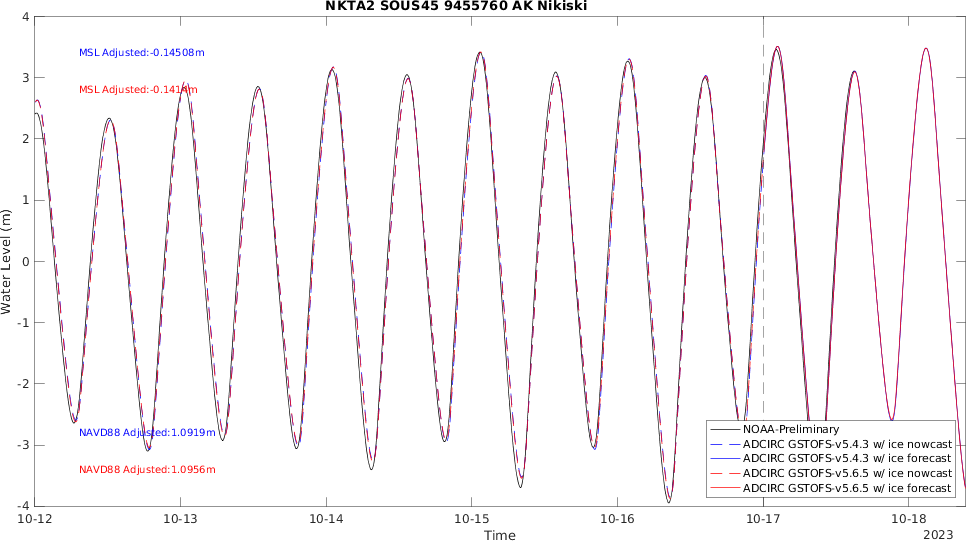 NKTA2 SOUS45 9455760 AK Nikiski
4
3
2
1
0
-1
-2
-3
-4
Water Level (m)
MSL Adjusted:-0.14508m
MSL Adjusted:-0.1414m
NAVD88 Adjusted:1.0919m
NAVD88 Adjusted:1.0956m
NOAA-Preliminary
ADCIRC GSTOFS-v5.4.3 w/ ice nowcast
ADCIRC GSTOFS-v5.4.3 w/ ice forecast
ADCIRC GSTOFS-v5.6.5 w/ ice nowcast
ADCIRC GSTOFS-v5.6.5 w/ ice forecast
10-12 10-13 10-14 10-15 10-16 10-17 10-18
Time
2023